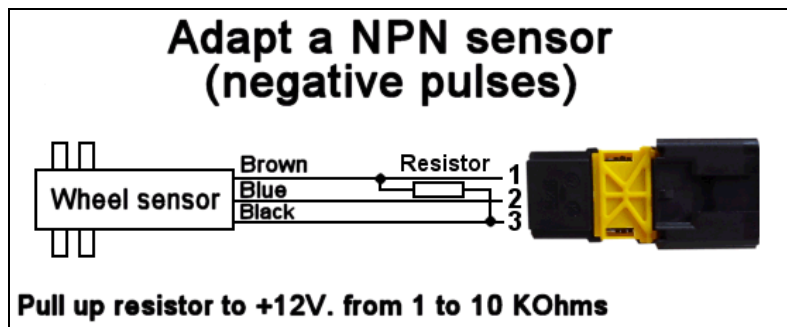 Adapt a NPN sensor
(negative pulses)
Brown
Resistor
1
Wheel sensor
Blue
2
Black
3
Pull up resistor to +12V. from 1 to 10 KOhms